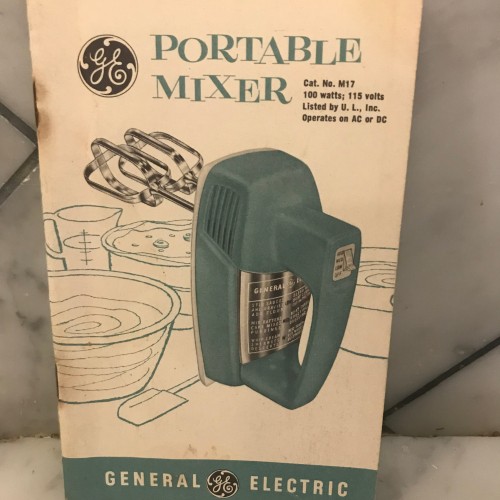 GE
PORTABLE
MIXER
Cat. No. M17
100 watts; 115 volts
Listed by U. L., Inc.
Operates on AC or DC
GENERAL
GENERAL GE ELECTRIC